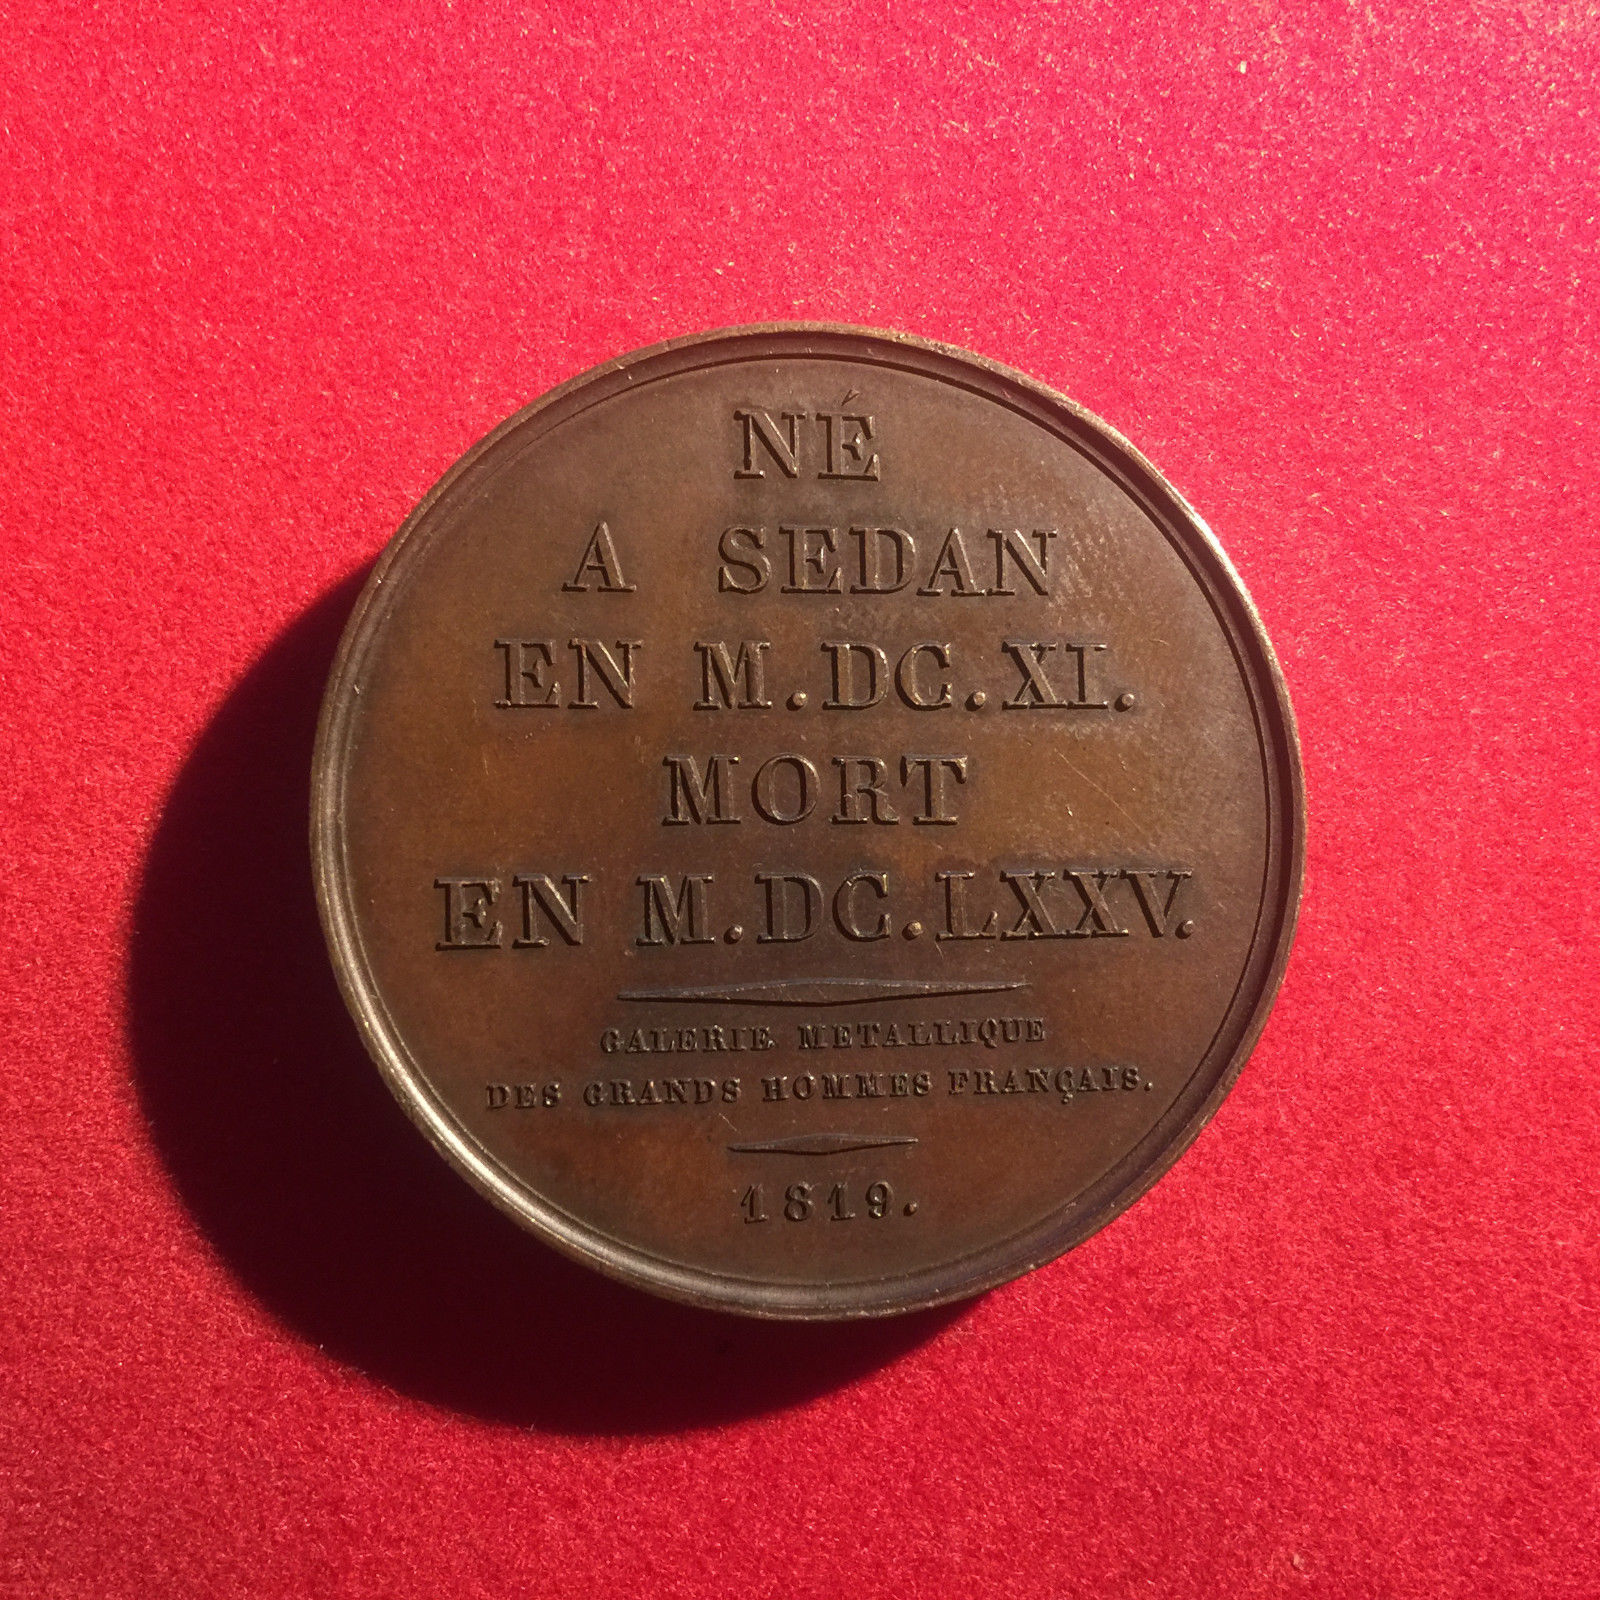 NÉ
A SEDAN
EN M.DC.XI.
MORT
EN M.DC.LXXV.
GALERIE METALLIQUE
DES GRANDS HOMMES FRANÇAIS.
1819.